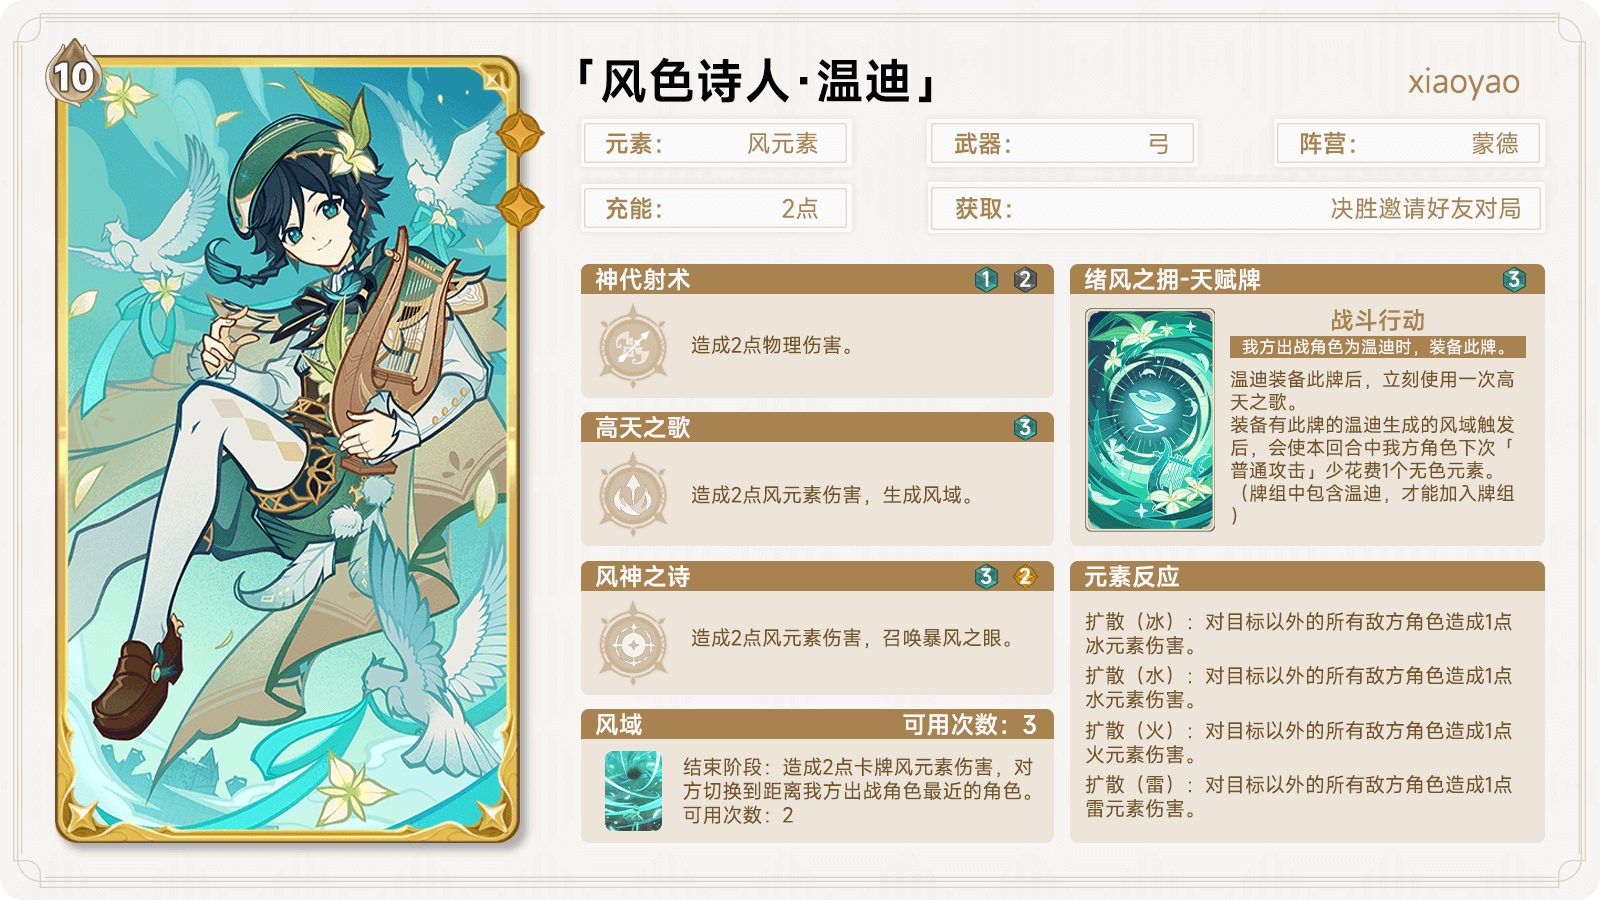 10
「风色诗人·温迪」
xiaoyao
元素： 风元素
武器： 弓
阵营： 蒙德
充能： 2点
获取： 决胜邀请好友对局
神代射术 1 2
造成2点物理伤害。
高天之歌 3
造成2点风元素伤害，生成风域。
风神之诗 3 2
造成2点风元素伤害，召唤暴风之眼。
风域 可用次数：3
结束阶段：造成2点卡牌风元素伤害，对
方切换到距离我方出战角色最近的角色。
可用次数：2
绪风之拥-天赋牌 3
战斗行动
我方出战角色为温迪时，装备此牌。
温迪装备此牌后，立刻使用一次高
天之歌。
装备有此牌的温迪生成的风域触发
后，会使本回合中我方角色下次「
普通攻击」少花费1个无色元素。
（牌组中包含温迪，才能加入牌组
）
元素反应
扩散（冰）：对目标以外的所有敌方角色造成1点
冰元素伤害。
扩散（水）：对目标以外的所有敌方角色造成1点
水元素伤害。
扩散（火）：对目标以外的所有敌方角色造成1点
火元素伤害。
扩散（雷）：对目标以外的所有敌方角色造成1点
雷元素伤害。